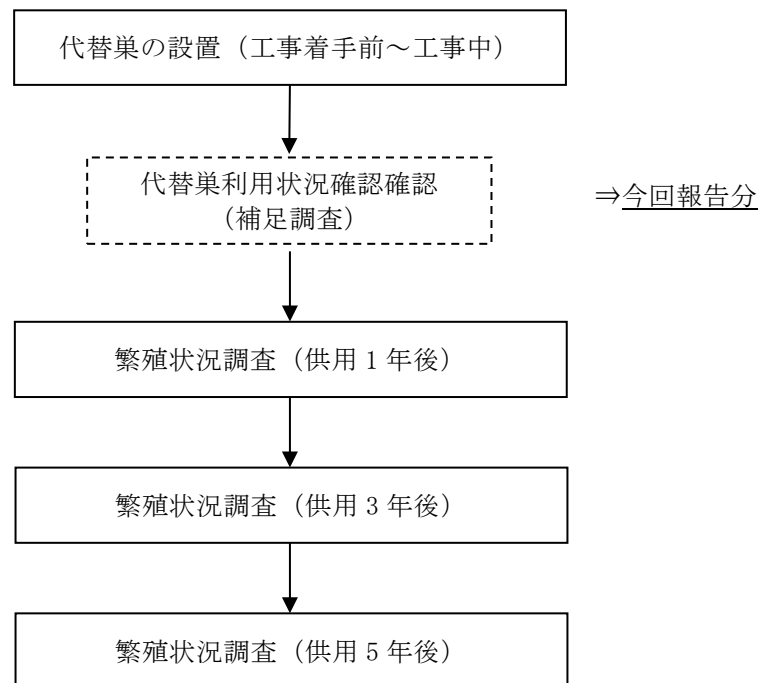 代替巣の設置（工事着手前～工事中）
代替巣利用状況確認確認
（補足調査）
⇒今回報告分
繁殖状況調査（供用 1 年後）
繁殖状況調査（供用 3 年後）
繁殖状況調査（供用 5 年後）